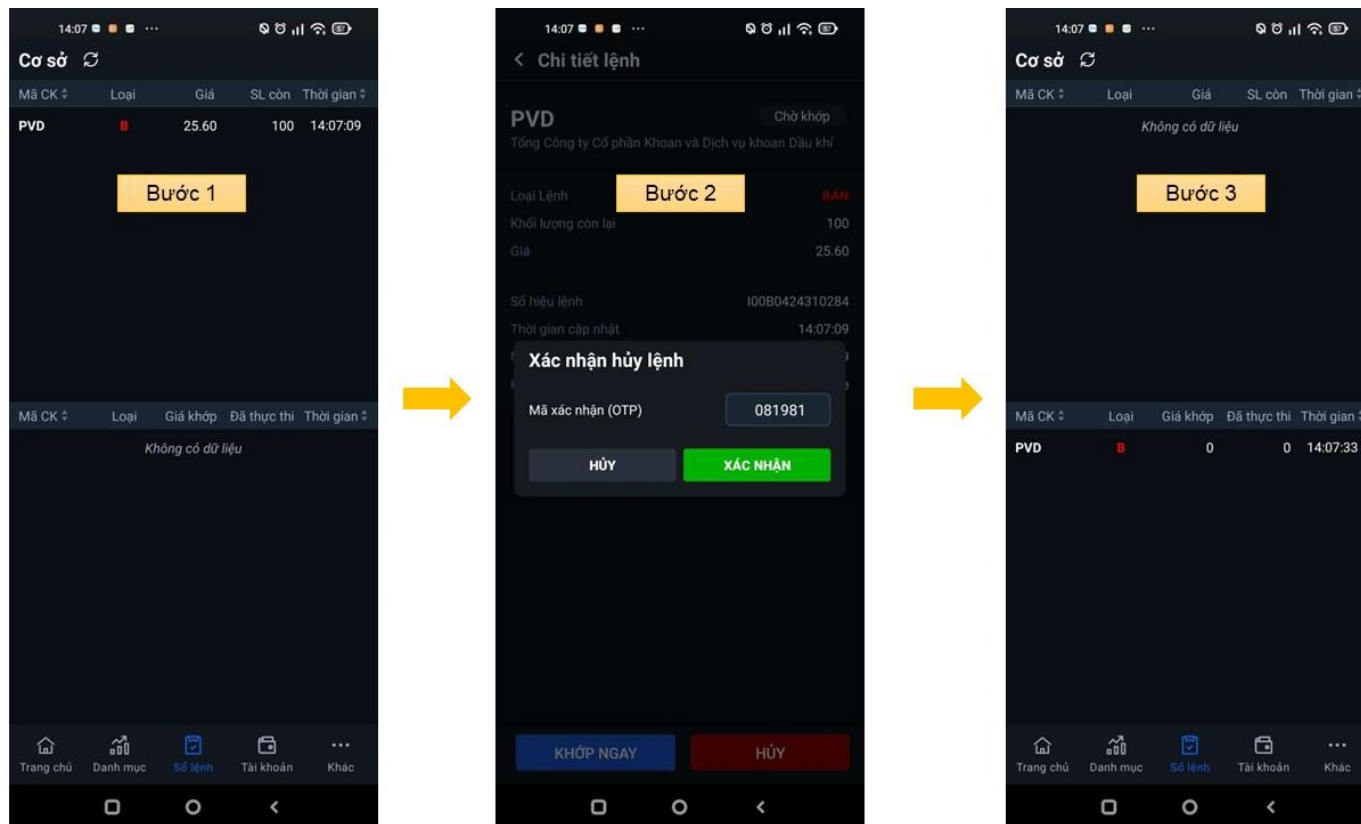 14:07
57
Cơ sở
Mã CK Loại Giá SL còn Thời gian
PVD B 25.60 100 14:07:09
Bước 1
Mã CK Loại Giá khớp Đã thực thi Thời gian
Không có dữ liệu
Trang chủ Danh mục Sổ lệnh Tài khoản Khác
14:07
57
Chi tiết lệnh
PVD Chờ khớp
Tổng Công ty Cổ phần Khoan và Dịch vụ khoan Dầu khí
Bước 2
Loại Lệnh BÁN
Khối lượng còn lại 100
Giá 25.60
Số hiệu lệnh I00B0424310284
Thời gian cập nhật 14:07:09
Xác nhận hủy lệnh
Mã xác nhận (OTP) 081981
HỦY XÁC NHẬN
KHỚP NGAY HỦY
14:07
57
Cơ sở
Mã CK Loại Giá SL còn Thời gian
Không có dữ liệu
Bước 3
Mã CK Loại Giá khớp Đã thực thi Thời gian
PVD B 0 0 14:07:33
Trang chủ Danh mục Sổ lệnh Tài khoản Khác